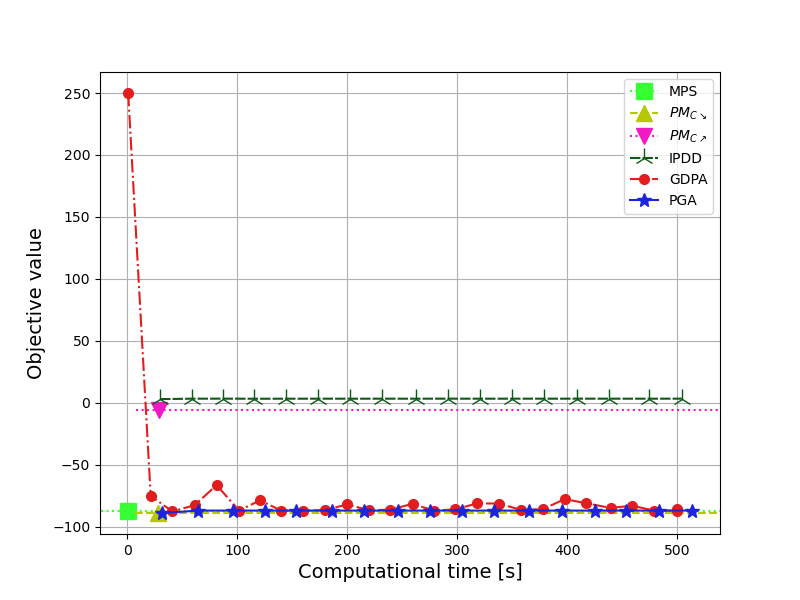 250
200
150
100
50
0
−50
−100
Objective value
0 100 200 300 400 500
Computational time [s]
MPS
PM_{C↘}
PM_{C↗}
IPDD
GDPA
PGA